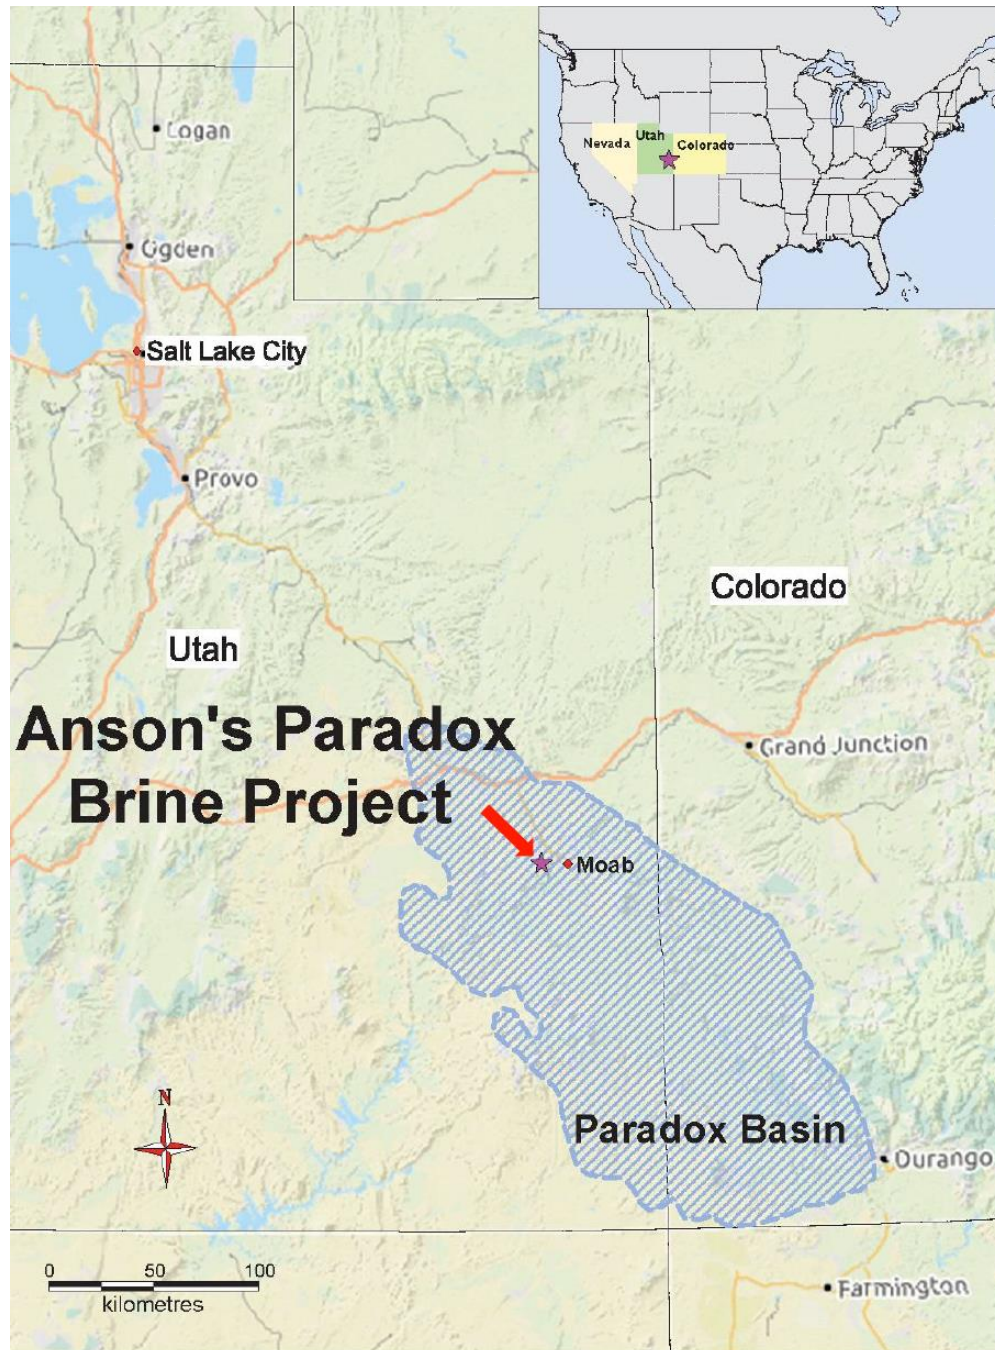 Logan
Ogden
Salt Lake City
Provo
Nevada
Utah
Colorado
Colorado
Utah
Anson's Paradox
Brine Project
Grand Junction
Moab
N
Paradox Basin
Durango
0 50 100
kilometres
Farmington